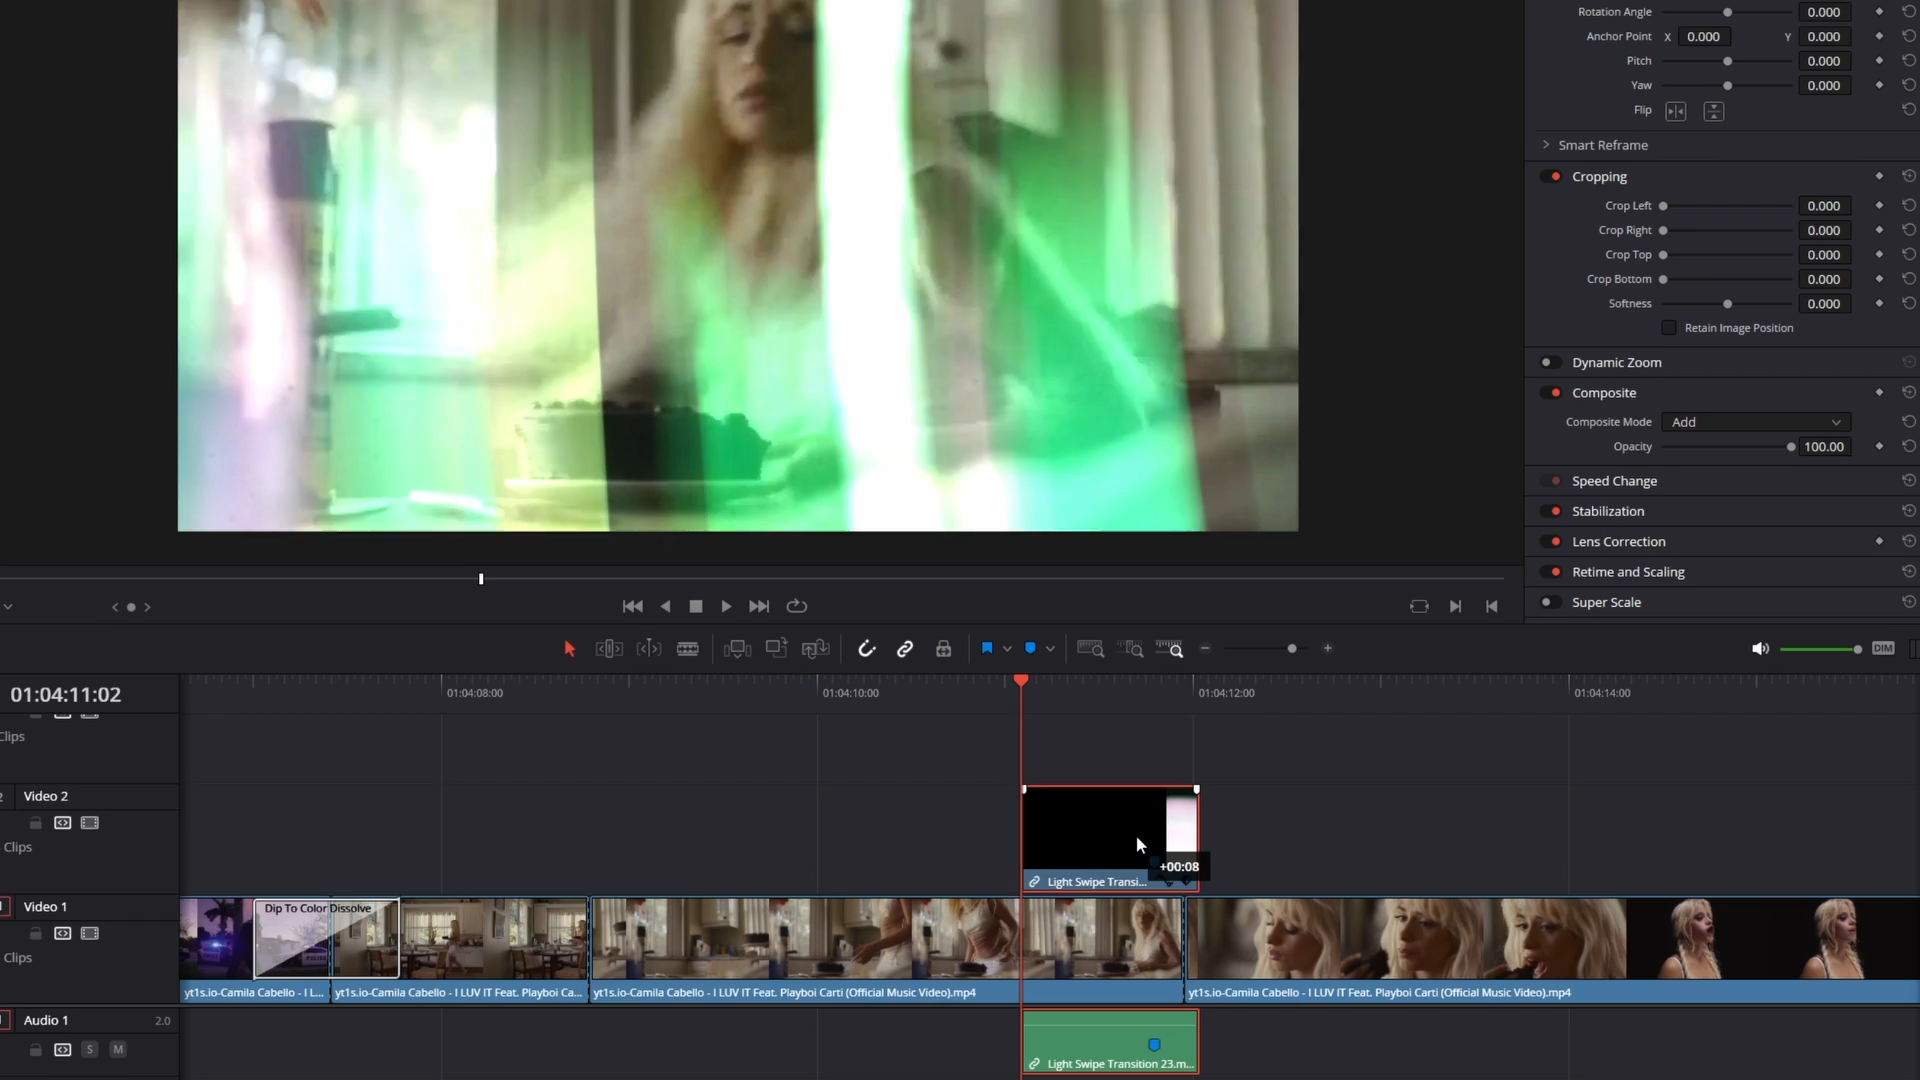 Rotation Angle 0.000
Anchor Point X 0.000 Y 0.000
Pitch 0.000
Yaw 0.000
Flip
Smart Reframe
Cropping
Crop Left 0.000
Crop Right 0.000
Crop Top 0.000
Crop Bottom 0.000
Softness 0.000
Retain Image Position
Dynamic Zoom
Composite
Composite Mode Add
Opacity 100.00
Speed Change
Stabilization
Lens Correction
Retime and Scaling
Super Scale
DIM
01:04:11:02
01:04:08:00
01:04:10:00
01:04:12:00
01:04:14:00
Clips
2 Video 2
Clips
+00:08
Light Swipe Transi...
Video 1
Clips
Dip To Color Dissolve
yt1s.io-Camila Cabello - I L...
yt1s.io-Camila Cabello - I LUV IT Feat. Playboi Ca...
yt1s.io-Camila Cabello - I LUV IT Feat. Playboi Carti (Official Music Video).mp4
yt1s.io-Camila Cabello - I LUV IT Feat. Playboi Carti (Official Music Video).mp4
Audio 1 2.0
S M
Light Swipe Transition 23.m...